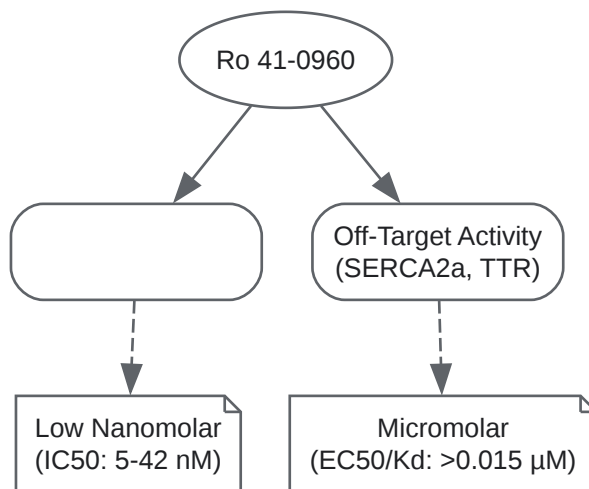 Ro 41-0960
Off-Target Activity
(SERCA2a, TTR)
Low Nanomolar
(IC50: 5-42 nM)
Micromolar
(EC50/Kd: >0.015 µM)